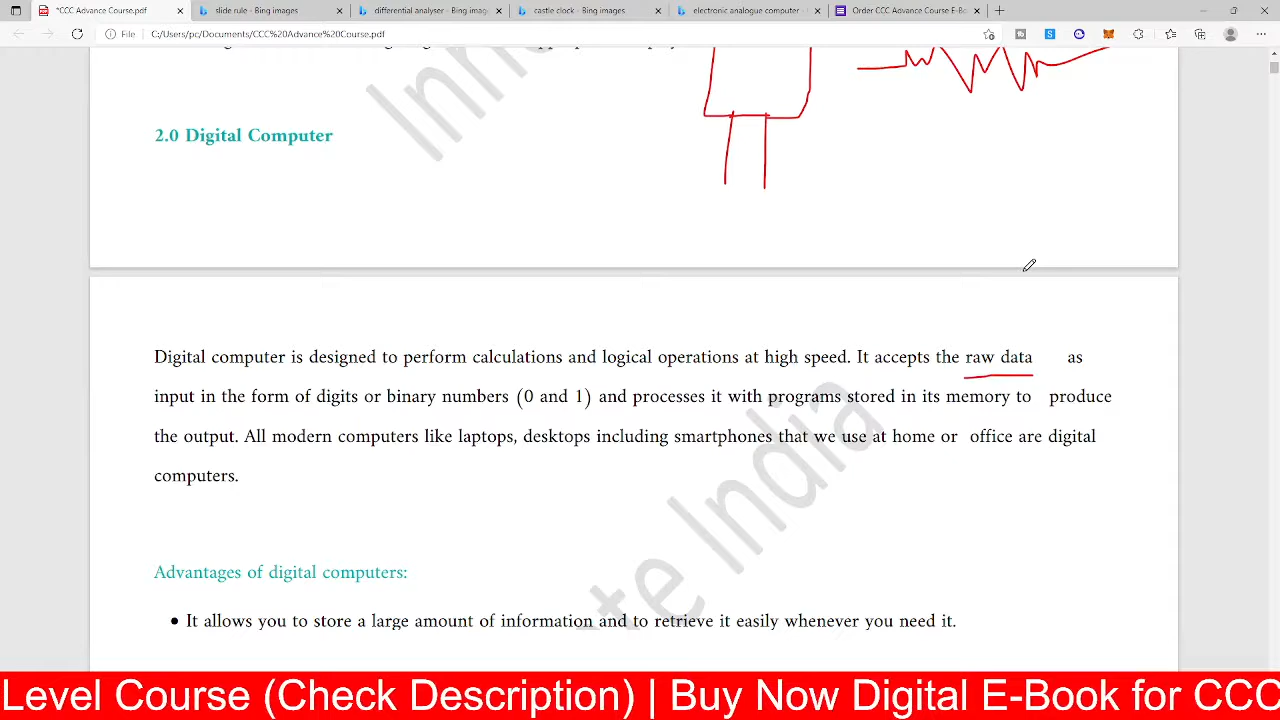 *CCC Advance Course.pdf
slide rule - Bing images
differential analyser - Bing imag
castle clock - Bing images
electronic analogue computer -
Order CCC Advance Course E-Bo
File
C:/Users/pc/Documents/CCC%20Advance%20Course.pdf
2.0 Digital Computer
Digital computer is designed to perform calculations and logical operations at high speed. It accepts the raw data as
input in the form of digits or binary numbers (0 and 1) and processes it with programs stored in its memory to produce
the output. All modern computers like laptops, desktops including smartphones that we use at home or office are digital
computers.
te India
Advantages of digital computers:
• It allows you to store a large amount of information and to retrieve it easily whenever you need it.
Level Course (Check Description) | Buy Now Digital E-Book for CCC